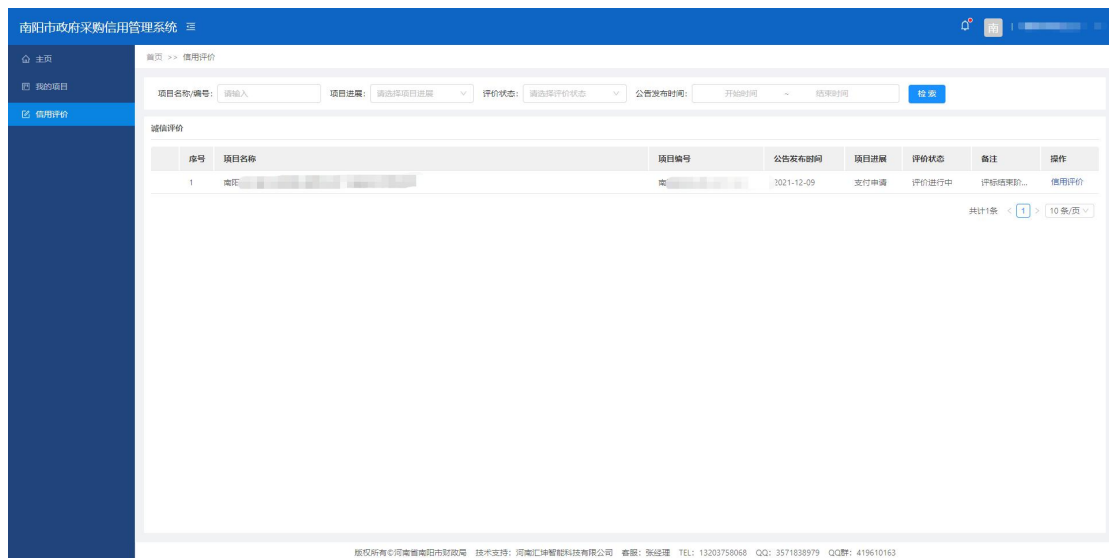 南阳市政府采购信用管理系统
南
主页
首页 >> 信用评价
我的项目
项目名称/编号: 请输入 项目进展: 请选择项目进展 评价状态: 请选择评价状态 公告发布时间: 开始时间 ~ 结束时间 检索
信用评价
诚信评价
序号 项目名称 项目编号 公告发布时间 项目进展 评价状态 备注 操作
1 南阳 南 2021-12-09 支付申请 评价进行中 评标结束阶... 信用评价
共计1条 < 1 > 10 条/页
版权所有©河南省南阳市财政局 技术支持: 河南汇坤智能科技有限公司 客服: 张经理 TEL: 13203758068 QQ: 3571838979 QQ群: 419610163